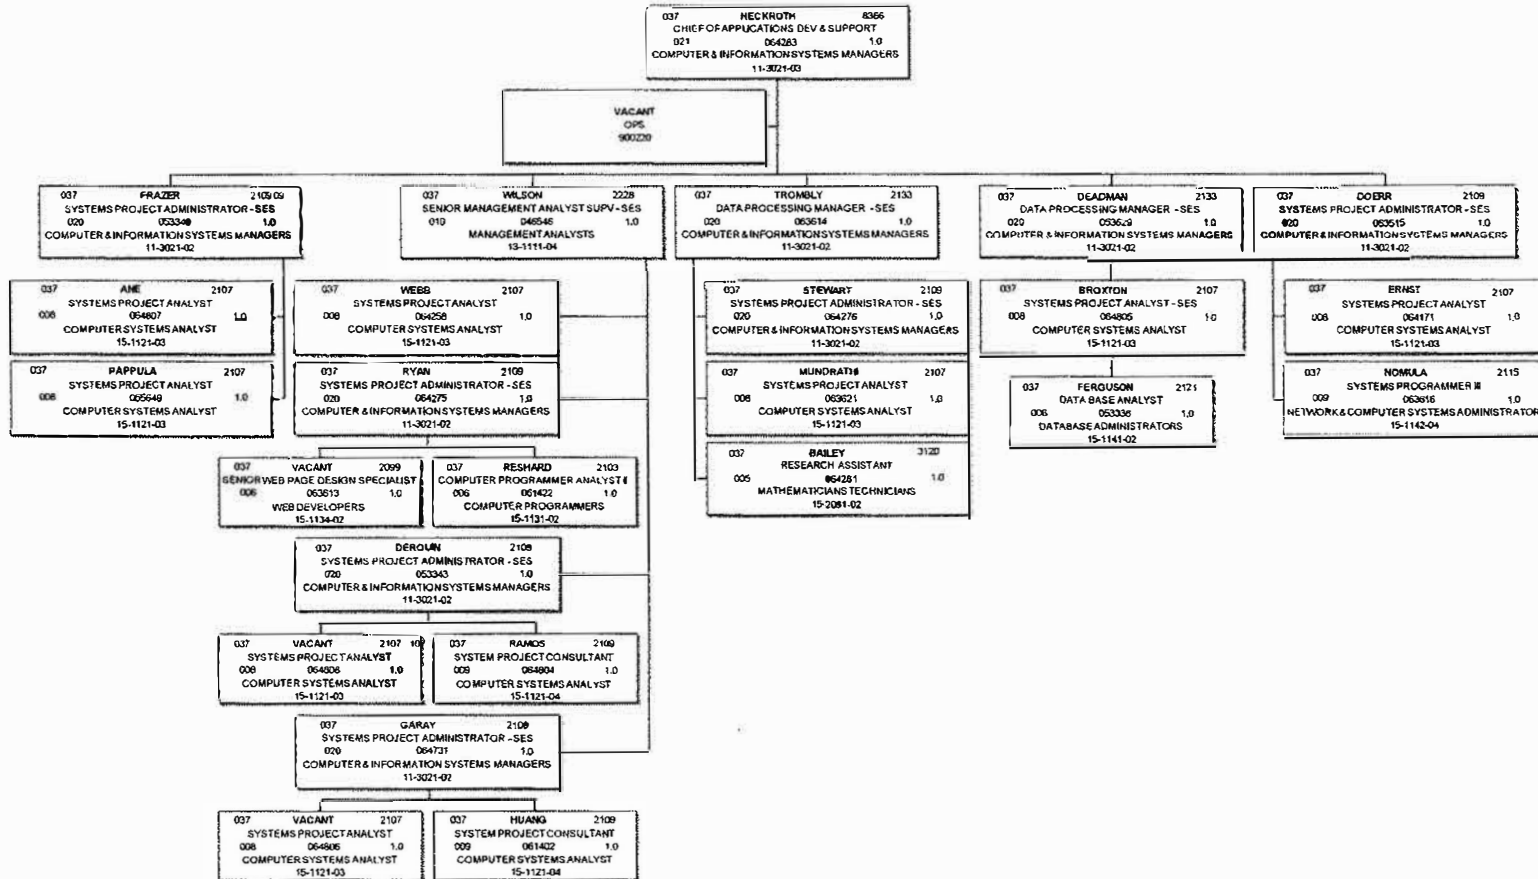 037 HECKROTH 8366
CHIEF OF APPLICATIONS DEV & SUPPORT
021 064283 1.0
COMPUTER & INFORMATION SYSTEMS MANAGERS
11-3021-03
VACANT
OPS
900220
037 FRAZER 2109 09
SYSTEMS PROJECT ADMINISTRATOR - SES
020 053349 1.0
COMPUTER & INFORMATION SYSTEMS MANAGERS
11-3021-02
037 WILSON 2228
SENIOR MANAGEMENT ANALYST SUPV - SES
010 046546 1.0
MANAGEMENT ANALYSTS
13-1111-04
037 TROMBLY 2133
DATA PROCESSING MANAGER - SES
020 063614 1.0
COMPUTER & INFORMATION SYSTEMS MANAGERS
11-3021-02
037 DEADMAN 2133
DATA PROCESSING MANAGER - SES
020 053629 1.0
COMPUTER & INFORMATION SYSTEMS MANAGERS
11-3021-02
037 DOERR 2109
SYSTEMS PROJECT ADMINISTRATOR - SES
020 063515 1.0
COMPUTER & INFORMATION SYSTEMS MANAGERS
11-3021-02
037 ANE 2107
SYSTEMS PROJECT ANALYST
008 064807 1.0
COMPUTER SYSTEMS ANALYST
15-1121-03
037 WEBB 2107
SYSTEMS PROJECT ANALYST
008 064258 1.0
COMPUTER SYSTEMS ANALYST
15-1121-03
037 STEWART 2109
SYSTEMS PROJECT ADMINISTRATOR - SES
020 064276 1.0
COMPUTER & INFORMATION SYSTEMS MANAGERS
11-3021-02
037 BROXTON 2107
SYSTEMS PROJECT ANALYST - SES
008 064805 1.0
COMPUTER SYSTEMS ANALYST
15-1121-03
037 ERNST 2107
SYSTEMS PROJECT ANALYST
008 064171 1.0
COMPUTER SYSTEMS ANALYST
15-1121-03
037 PAPPULA 2107
SYSTEMS PROJECT ANALYST
008 065649 1.0
COMPUTER SYSTEMS ANALYST
15-1121-03
037 RYAN 2109
SYSTEMS PROJECT ADMINISTRATOR - SES
020 064275 1.0
COMPUTER & INFORMATION SYSTEMS MANAGERS
11-3021-02
037 MUNDRATHI 2107
SYSTEMS PROJECT ANALYST
008 063621 1.0
COMPUTER SYSTEMS ANALYST
15-1121-03
037 FERGUSON 2121
DATA BASE ANALYST
006 053336 1.0
DATABASE ADMINISTRATORS
15-1141-02
037 NOMULA 2115
SYSTEMS PROGRAMMER III
009 063616 1.0
NETWORK & COMPUTER SYSTEMS ADMINISTRATOR
15-1142-04
037 VACANT 2099
SENIOR WEB PAGE DESIGN SPECIALIST
006 063613 1.0
WEB DEVELOPERS
15-1134-02
037 RESHARD 2103
COMPUTER PROGRAMMER ANALYST II
006 061422 1.0
COMPUTER PROGRAMMERS
15-1131-02
037 BAILEY 3120
RESEARCH ASSISTANT
005 064281 1.0
MATHEMATICIANS TECHNICIANS
15-2091-02
037 DEROUIN 2109
SYSTEMS PROJECT ADMINISTRATOR - SES
020 053343 1.0
COMPUTER & INFORMATION SYSTEMS MANAGERS
11-3021-02
037 VACANT 2107
SYSTEMS PROJECT ANALYST
008 064808 1.0
COMPUTER SYSTEMS ANALYST
15-1121-03
037 RAMOS 2109
SYSTEM PROJECT CONSULTANT
009 064804 1.0
COMPUTER SYSTEMS ANALYST
15-1121-04
037 GARAY 2109
SYSTEMS PROJECT ADMINISTRATOR - SES
020 064731 1.0
COMPUTER & INFORMATION SYSTEMS MANAGERS
11-3021-02
037 VACANT 2107
SYSTEMS PROJECT ANALYST
008 064806 1.0
COMPUTER SYSTEMS ANALYST
15-1121-03
037 HUANG 2109
SYSTEM PROJECT CONSULTANT
009 061402 1.0
COMPUTER SYSTEMS ANALYST
15-1121-04